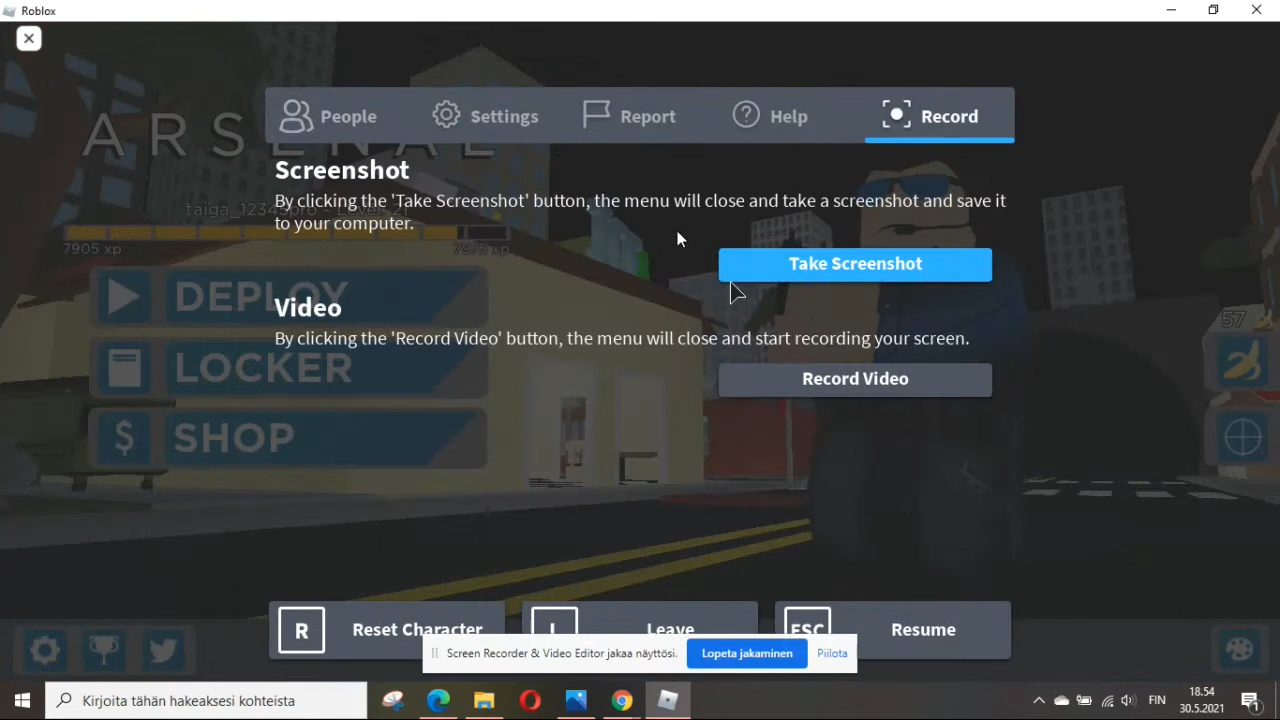 Roblox
ARSENAL
People
Settings
Report
Help
Record
Screenshot
By clicking the 'Take Screenshot' button, the menu will close and take a screenshot and save it
to your computer.
7905 xp
7975 xp
Take Screenshot
DEPLOY
Video
By clicking the 'Record Video' button, the menu will close and start recording your screen.
57
LOCKER
Record Video
$ SHOP
R Reset Character
L Leave
ESC Resume
Screen Recorder & Video Editor jakaa näyttösi.
Lopeta jakaminen
Piilota
Kirjoita tähän hakeaksesi kohteista
FIN
18.54
30.5.2021
1